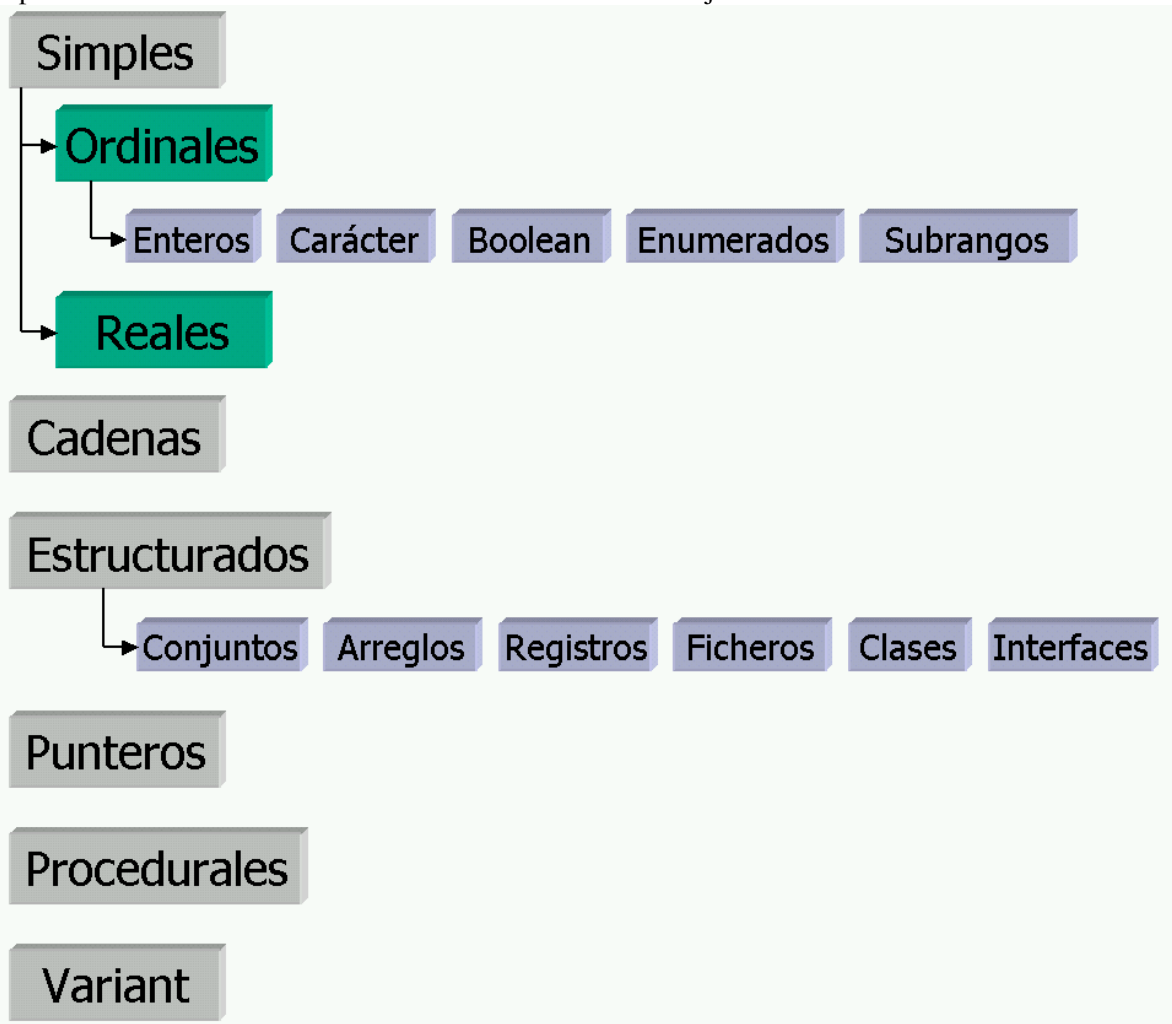 Simples
Ordinales
Enteros Carácter Boolean Enumerados Subrangos
Reales
Cadenas
Estructurados
Conjuntos Arreglos Registros Ficheros Clases Interfaces
Punteros
Procedurales
Variant